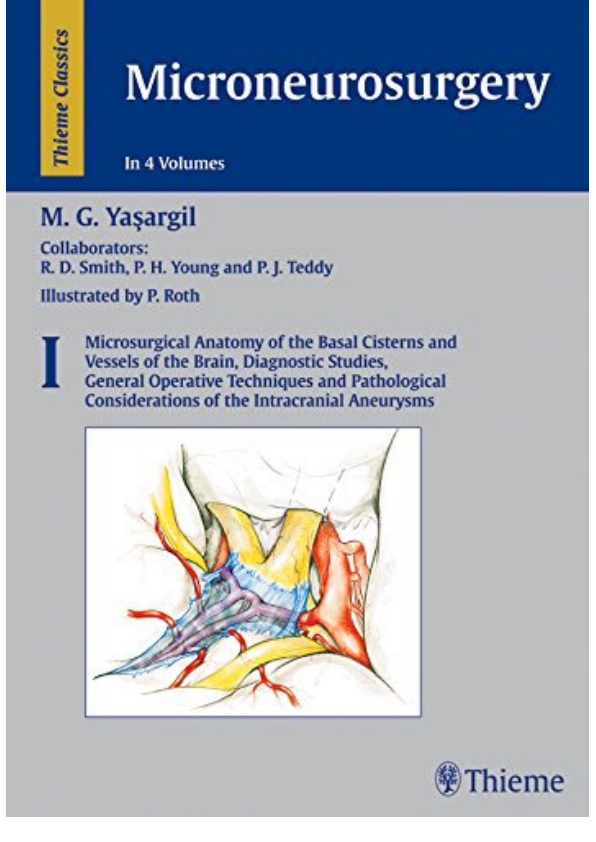 Thieme Classics
Microneurosurgery
In 4 Volumes
M. G. Yaşargil
Collaborators:
R. D. Smith, P. H. Young and P. J. Teddy
Illustrated by P. Roth
I
Microsurgical Anatomy of the Basal Cisterns and
Vessels of the Brain, Diagnostic Studies,
General Operative Techniques and Pathological
Considerations of the Intracranial Aneurysms
Thieme